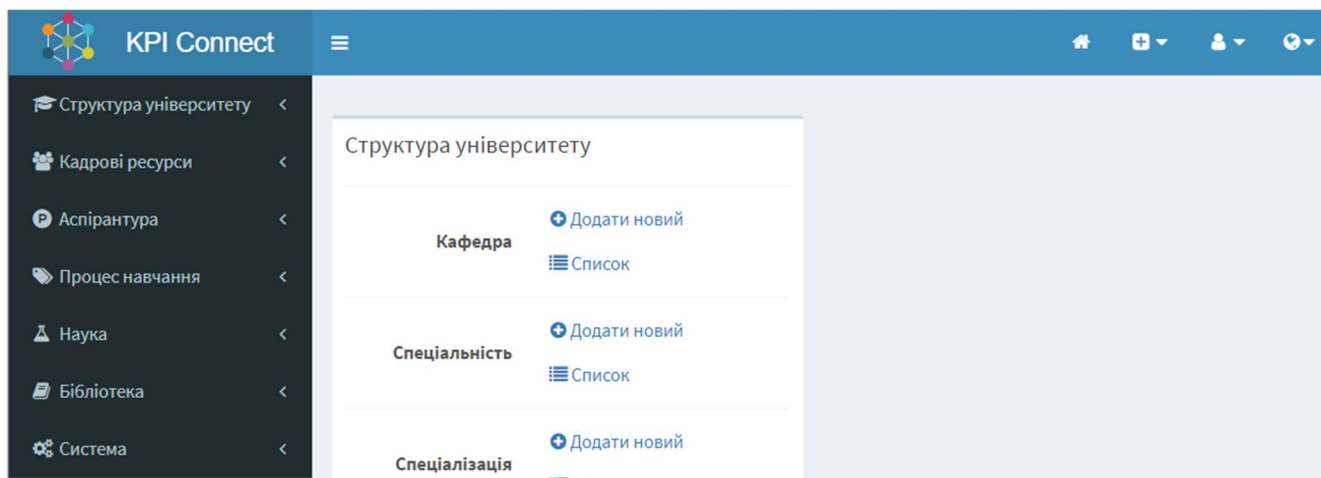 KPI Connect
Структура університету
Кадрові ресурси
Аспірантура
Процес навчання
Наука
Бібліотека
Система
Структура університету
Кафедра
Додати новий
Список
Спеціальність
Додати новий
Список
Спеціалізація
Додати новий